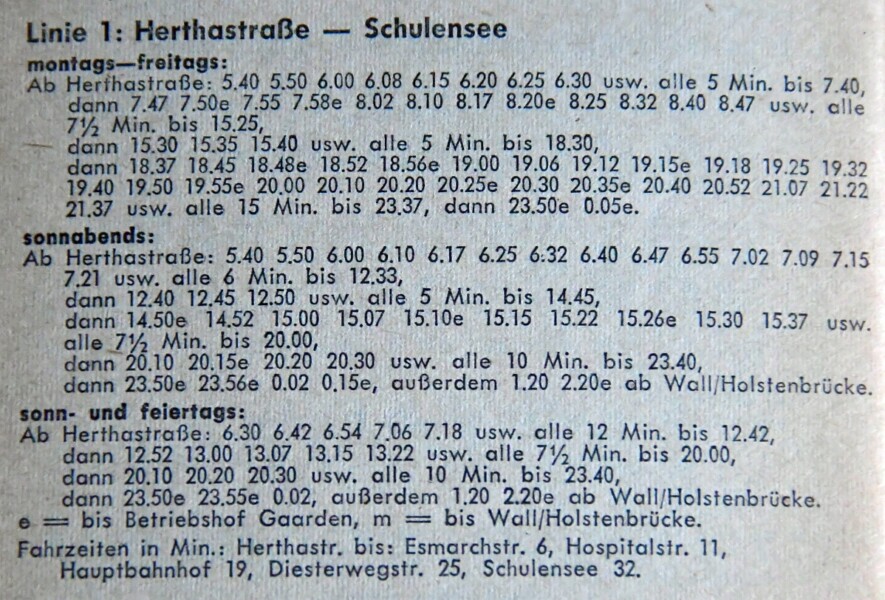 Linie 1: Herthastraße — Schulensee
montags—freitags:
Ab Herthastraße: 5.40 5.50 6.00 6.08 6.15 6.20 6.25 6.30 usw. alle 5 Min. bis 7.40,
dann 7.47 7.50e 7.55 7.58e 8.02 8.10 8.17 8.20e 8.25 8.32 8.40 8.47 usw. alle
7½ Min. bis 15.25,
dann 15.30 15.35 15.40 usw. alle 5 Min. bis 18.30,
dann 18.37 18.45 18.48e 18.52 18.56e 19.00 19.06 19.12 19.15e 19.18 19.25 19.32
19.40 19.50 19.55e 20.00 20.10 20.20 20.25e 20.30 20.35e 20.40 20.52 21.07 21.22
21.37 usw. alle 15 Min. bis 23.37, dann 23.50e 0.05e.
sonnabends:
Ab Herthastraße: 5.40 5.50 6.00 6.10 6.17 6.25 6.32 6.40 6.47 6.55 7.02 7.09 7.15
7.21 usw. alle 6 Min. bis 12.33,
dann 12.40 12.45 12.50 usw. alle 5 Min. bis 14.45,
dann 14.50e 14.52 15.00 15.07 15.10e 15.15 15.22 15.26e 15.30 15.37 usw.
alle 7½ Min. bis 20.00,
dann 20.10 20.15e 20.20 20.30 usw. alle 10 Min. bis 23.40,
dann 23.50e 23.56e 0.02 0.15e, außerdem 1.20 2.20e ab Wall/Holstenbrücke.
sonn- und feiertags:
Ab Herthastraße: 6.30 6.42 6.54 7.06 7.18 usw. alle 12 Min. bis 12.42,
dann 12.52 13.00 13.07 13.15 13.22 usw. alle 7½ Min. bis 20.00,
dann 20.10 20.20 20.30 usw. alle 10 Min. bis 23.40,
dann 23.50e 23.55e 0.02, außerdem 1.20 2.20e ab Wall/Holstenbrücke.
e = bis Betriebshof Gaarden, m = bis Wall/Holstenbrücke.
Fahrzeiten in Min.: Herthastr. bis: Esmarchstr. 6, Hospitalstr. 11,
Hauptbahnhof 19, Diesterwegstr. 25, Schulensee 32.